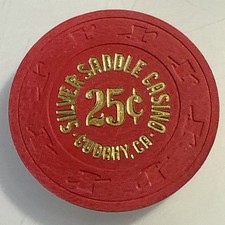 SILVER SADDLE CASINO
25¢
CUDAHY, CA.